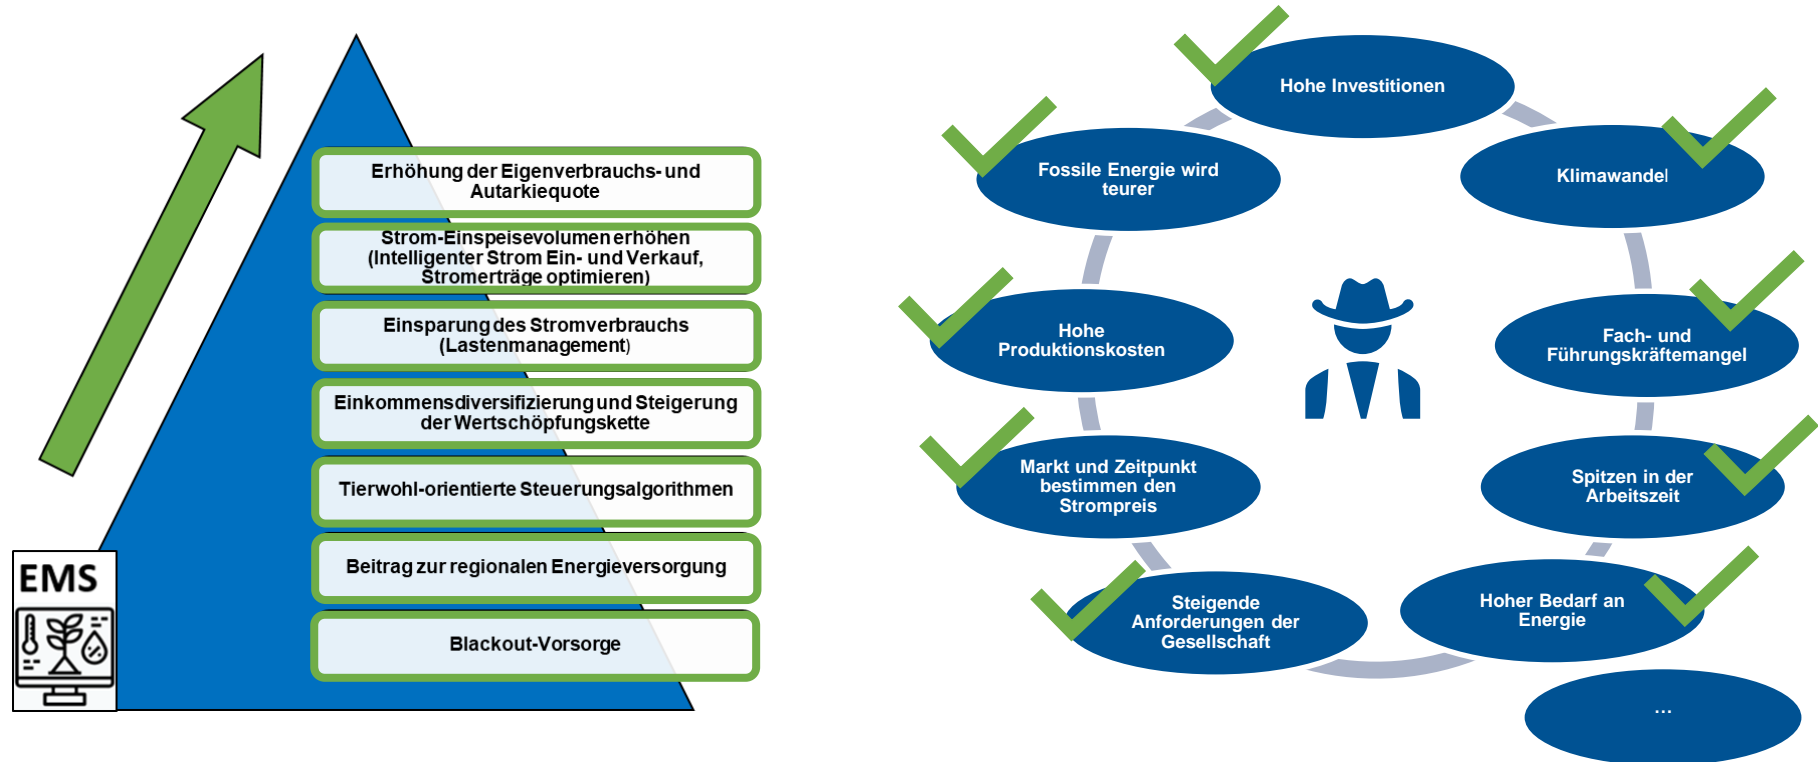 Erhöhung der Eigenverbrauchs- und
Autarkiequote
Strom-Einspeisevolumen erhöhen
(Intelligenter Strom Ein- und Verkauf,
Stromerträge optimieren)
Einsparung des Stromverbrauchs
(Lastenmanagement)
Einkommensdiversifizierung und Steigerung
der Wertschöpfungskette
Tierwohl-orientierte Steuerungsalgorithmen
Beitrag zur regionalen Energieversorgung
Blackout-Vorsorge
EMS
Hohe Investitionen
Klimawandel
Fach- und
Führungskräftemangel
Spitzen in der
Arbeitszeit
Hoher Bedarf an
Energie
...
Steigende
Anforderungen der
Gesellschaft
Markt und Zeitpunkt
bestimmen den
Strompreis
Hohe
Produktionskosten
Fossile Energie wird
teurer